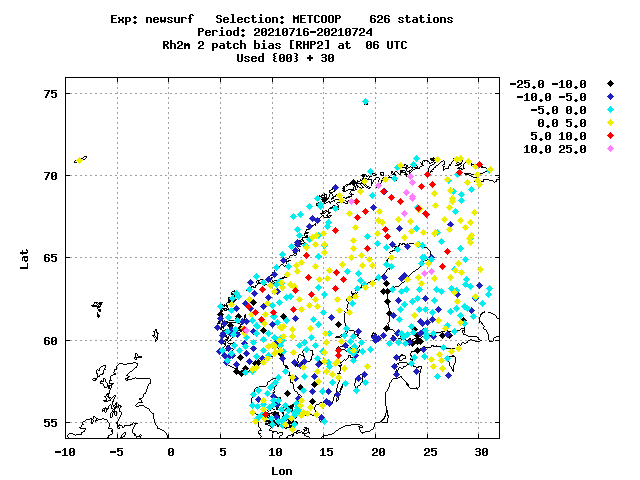 Exp: newsurf   Selection: METCOOP    626 stations
Period: 20210716-20210724
Rh2m 2 patch bias [RHP2] at  06 UTC
Used {00} + 30
-25.0 -10.0
-10.0 -5.0
-5.0 0.0
0.0 5.0
5.0 10.0
10.0 25.0
75
70
65
60
55
Lat
-10 -5 0 5 10 15 20 25 30
Lon